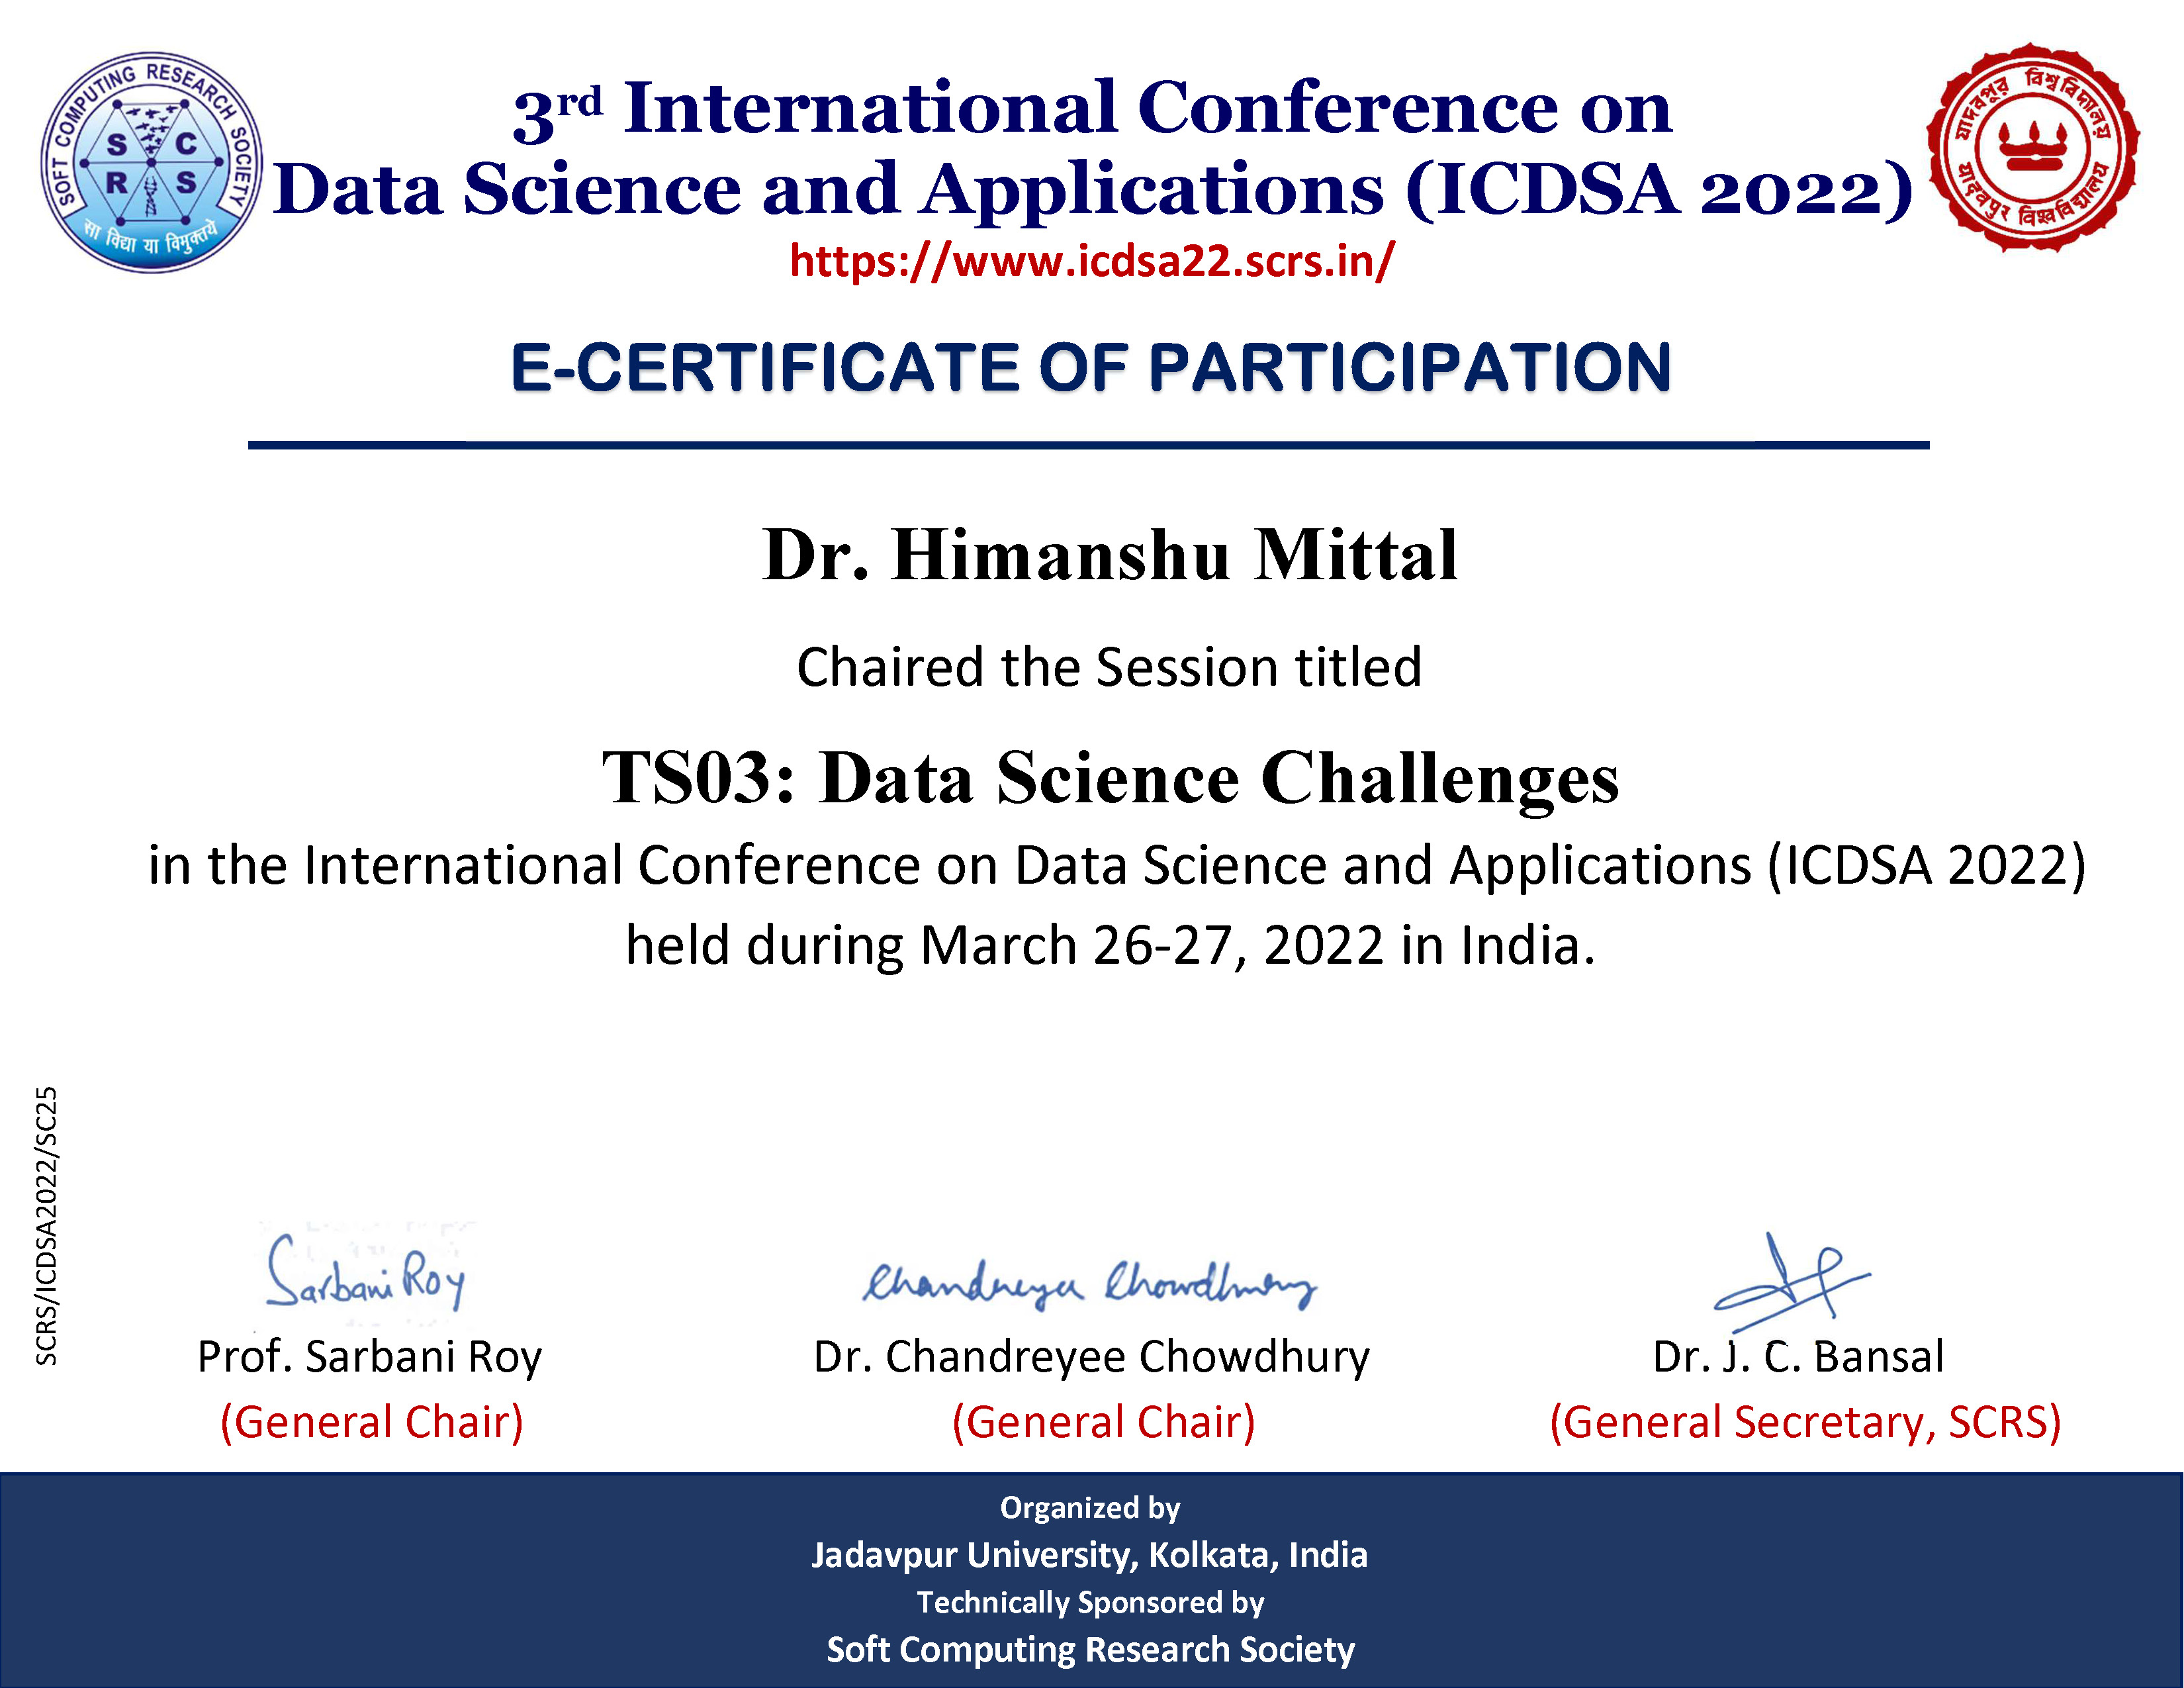 SOFT COMPUTING RESEARCH SOCIETY
S C
R S
सा विद्या या विमुक्तये
3rd International Conference on
Data Science and Applications (ICDSA 2022)
যাদবপুর বিশ্ববিদ্যালয়
यादवपुर विश्वविद्यालय
https://www.icdsa22.scrs.in/
E-CERTIFICATE OF PARTICIPATION
Dr. Himanshu Mittal
Chaired the Session titled
TS03: Data Science Challenges
in the International Conference on Data Science and Applications (ICDSA 2022)
held during March 26-27, 2022 in India.
SCRS/ICDSA2022/SC25
Sarbani Roy
Chandreyee Chowdhury
Prof. Sarbani Roy
Dr. Chandreyee Chowdhury
Dr. J. C. Bansal
(General Chair)
(General Chair)
(General Secretary, SCRS)
Organized by
Jadavpur University, Kolkata, India
Technically Sponsored by
Soft Computing Research Society